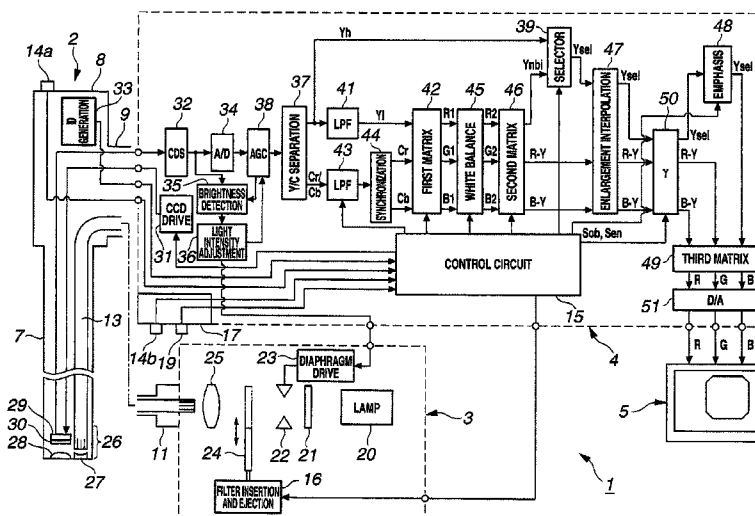 14a
2
8
33
ID GENERATION
9
32
CDS
34
A/D
38
AGC
37
Y/C SEPARATION
Yh
Cr/
Cb
41
LPF
Yl
43
LPF
44
SYNCHRONIZATION
Cr
Cb
42
FIRST MATRIX
R1
G1
B1
45
WHITE BALANCE
R2
G2
B2
46
SECOND MATRIX
39
SELECTOR
Ysel
Ynbi
R-Y
B-Y
47
ENLARGEMENT INTERPOLATION
Ysel
R-Y
B-Y
48
EMPHASIS
Ysel
50
γ
Ysel
R-Y
B-Y
Sob, Sen
35
BRIGHTNESS DETECTION
CCD DRIVE
31
36
LIGHT INTENSITY ADJUSTMENT
CONTROL CIRCUIT
15
49
THIRD MATRIX
R
G
B
51
D/A
R
G
B
4
5
7
13
14b
19
17
23
DIAPHRAGM DRIVE
25
LAMP
20
21
22
3
24
11
16
FILTER INSERTION AND EJECTION
29
30
28
26
27
1